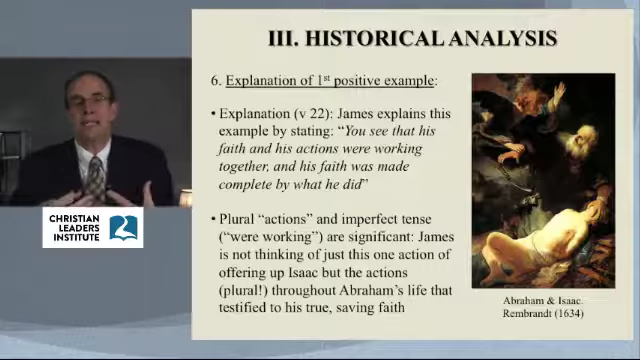 III. HISTORICAL ANALYSIS
6. Explanation of 1st positive example:
• Explanation (v 22): James explains this
example by stating: “You see that his
faith and his actions were working
together, and his faith was made
complete by what he did”
• Plural “actions” and imperfect tense
(“were working”) are significant: James
is not thinking of just this one action of
offering up Isaac but the actions
(plural!) throughout Abraham’s life that
testified to his true, saving faith
Abraham & Isaac.
Rembrandt (1634)
CHRISTIAN
LEADERS
INSTITUTE